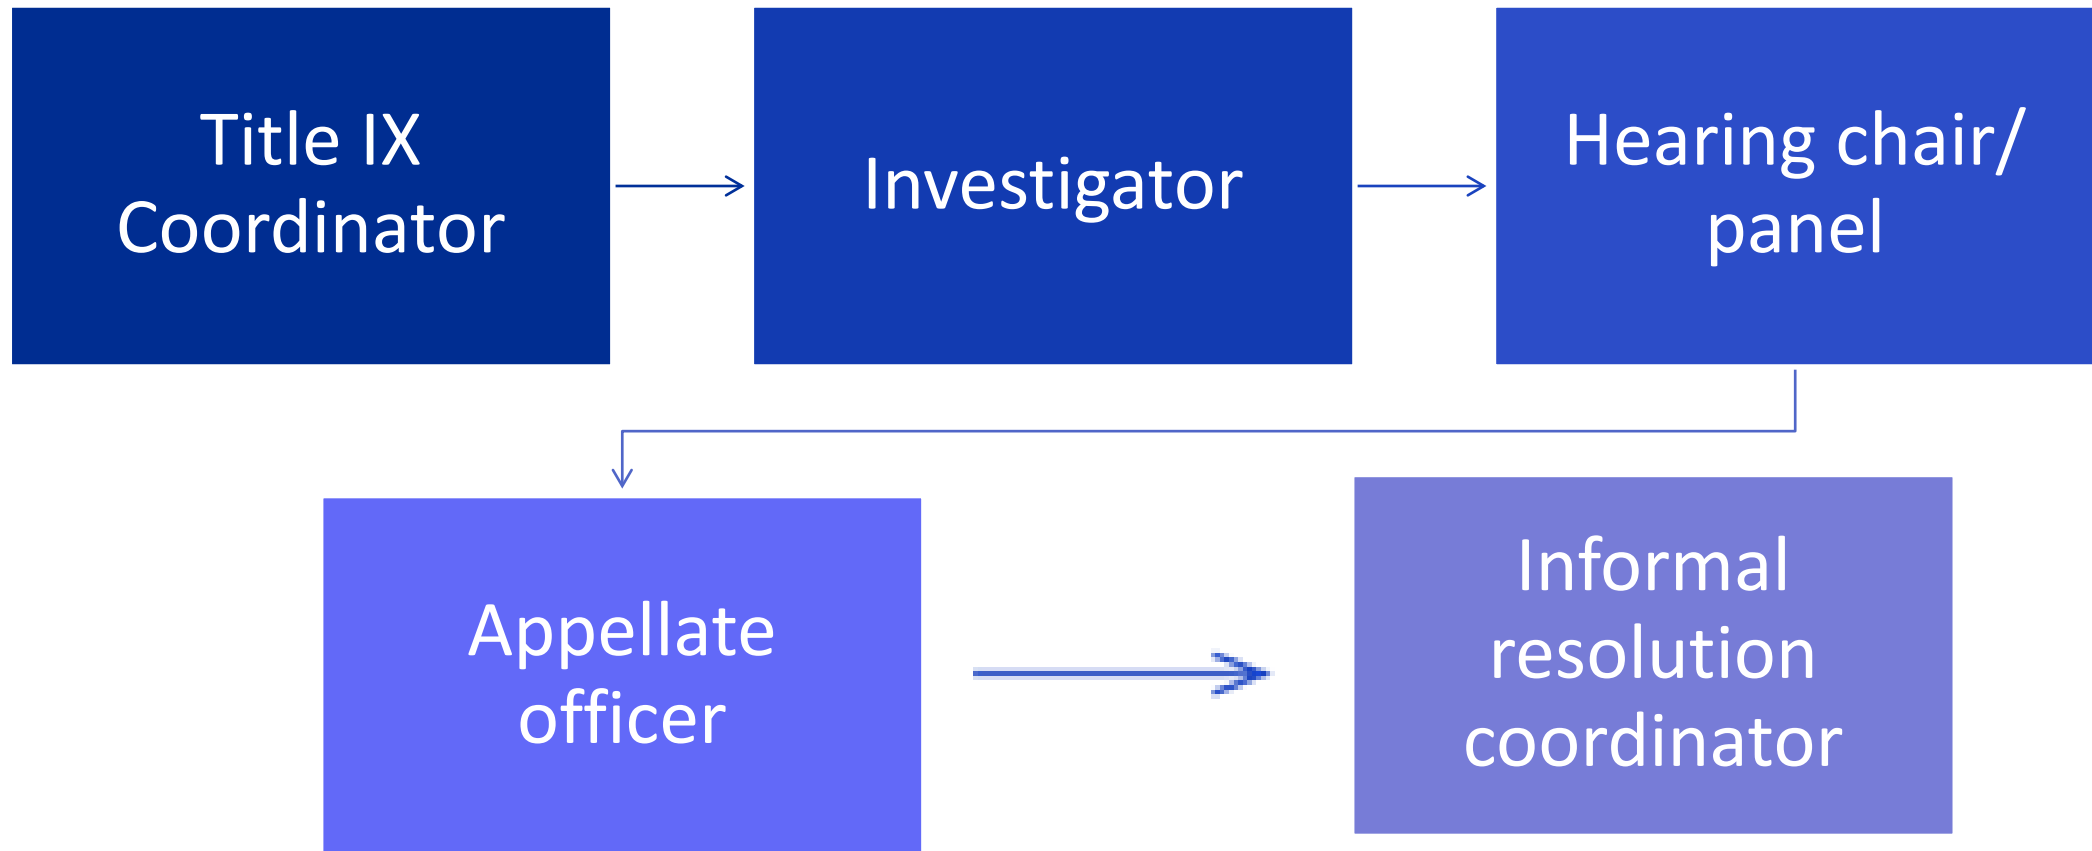 Title IX
Coordinator
Investigator
Hearing chair/
panel
Appellate
officer
Informal
resolution
coordinator